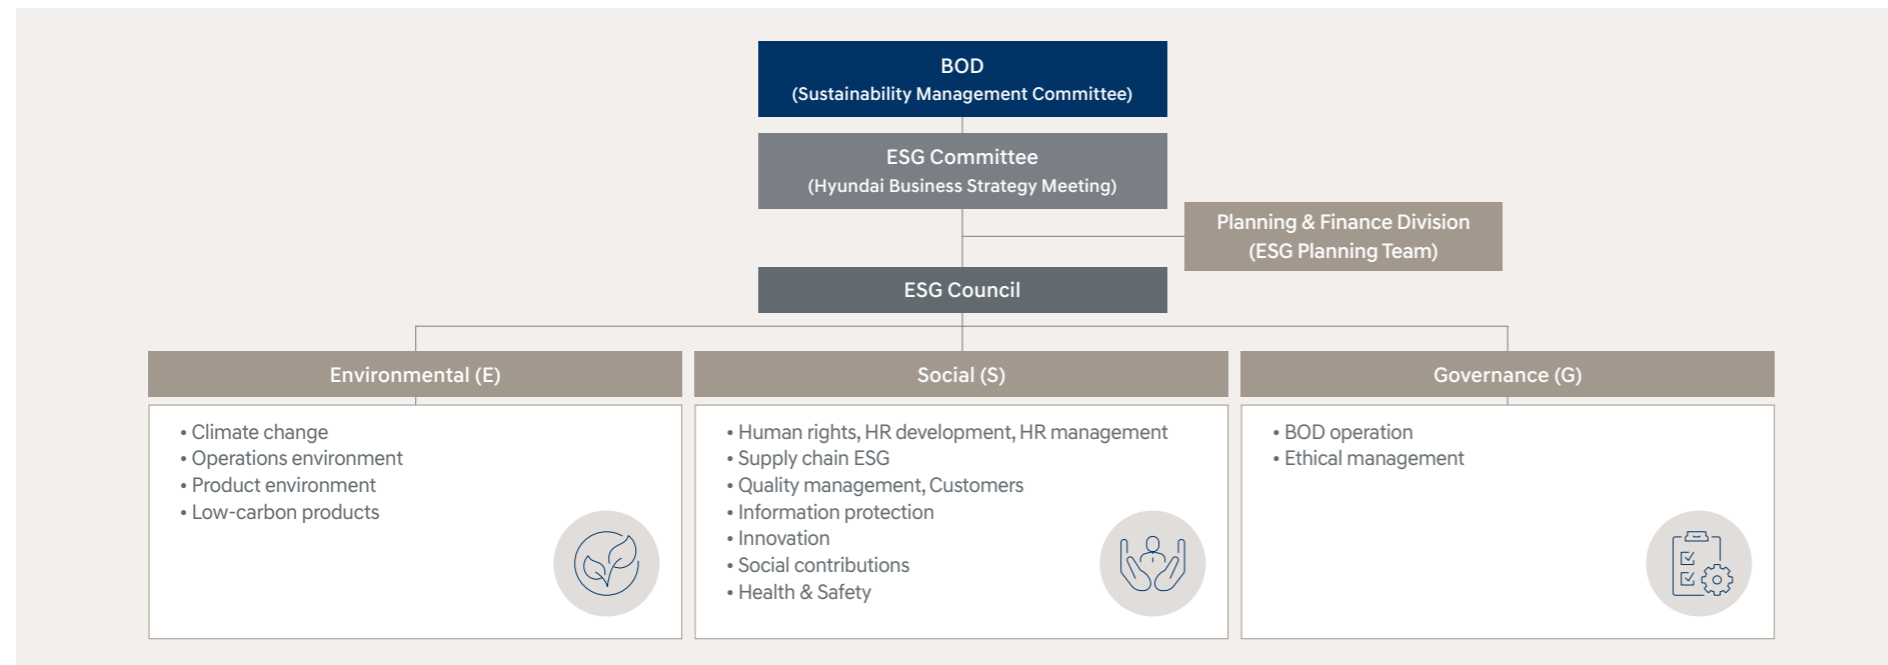 BOD
(Sustainability Management Committee)
ESG Committee
(Hyundai Business Strategy Meeting)
Planning & Finance Division
(ESG Planning Team)
ESG Council
Environmental (E)
• Climate change
• Operations environment
• Product environment
• Low-carbon products
Social (S)
• Human rights, HR development, HR management
• Supply chain ESG
• Quality management, Customers
• Information protection
• Innovation
• Social contributions
• Health & Safety
Governance (G)
• BOD operation
• Ethical management